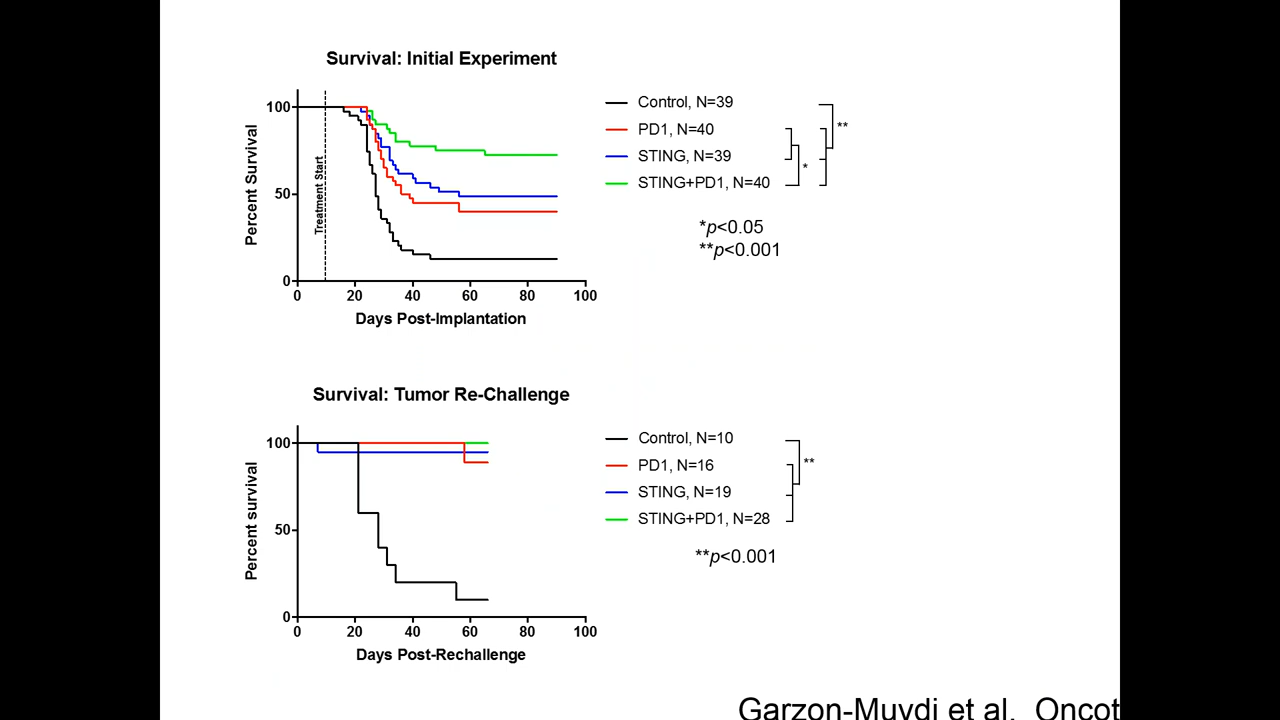 Survival: Initial Experiment
100
50
0
Percent Survival
Treatment Start
0 20 40 60 80 100
Days Post-Implantation
Control, N=39
PD1, N=40
STING, N=39
STING+PD1, N=40
**
*
*p<0.05
**p<0.001
Survival: Tumor Re-Challenge
100
50
0
Percent survival
0 20 40 60 80 100
Days Post-Rechallenge
Control, N=10
PD1, N=16
STING, N=19
STING+PD1, N=28
**
**p<0.001
Garzon-Muvdi et al. Oncot